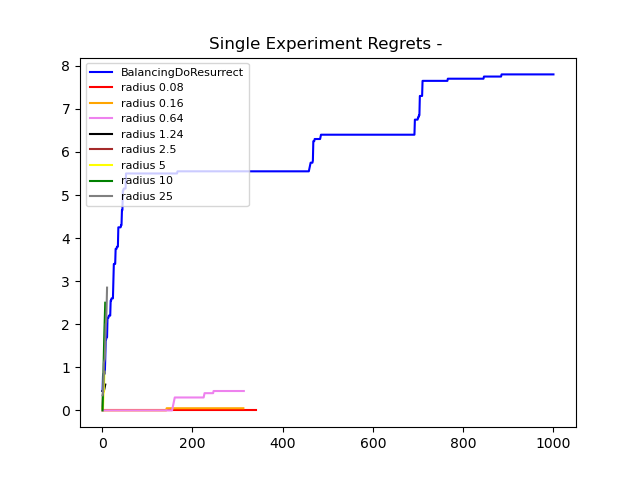 Single Experiment Regrets -
8
7
6
5
4
3
2
1
0
BalancingDoResurrect
radius 0.08
radius 0.16
radius 0.64
radius 1.24
radius 2.5
radius 5
radius 10
radius 25
0 200 400 600 800 1000